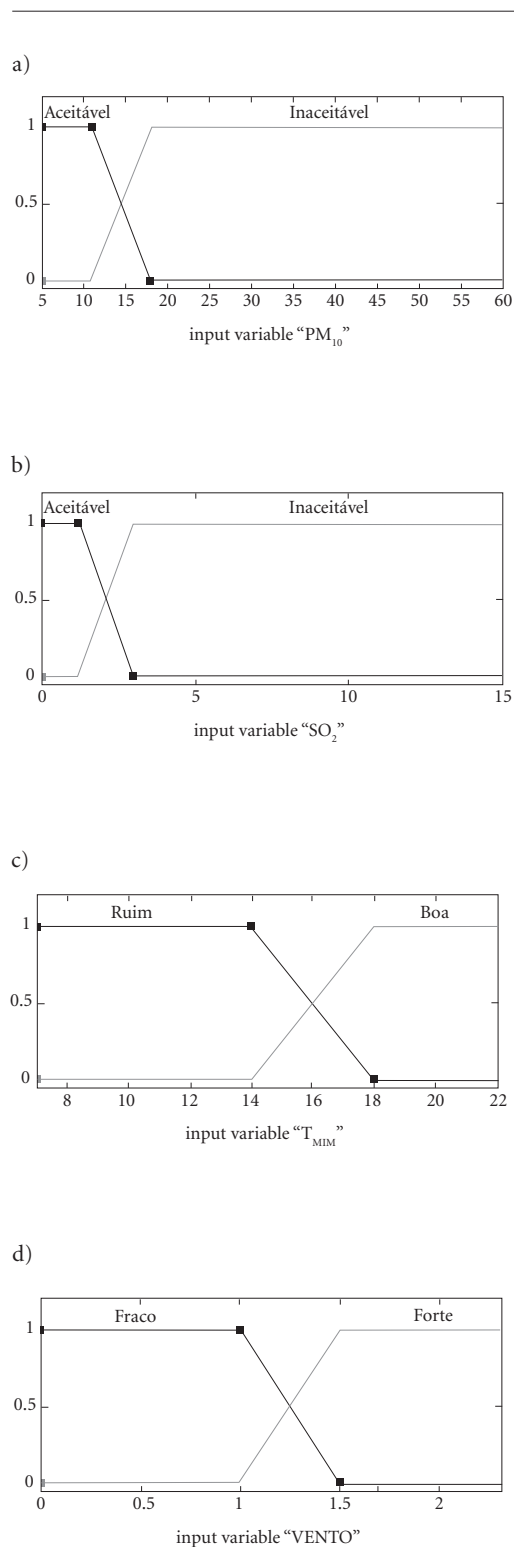 a)
Aceitável Inaceitável
1
0.5
0
5 10 15 20 25 30 35 40 45 50 55 60
input variable “PM₁₀”
b)
Aceitável Inaceitável
1
0.5
0
0 5 10 15
input variable “SO₂”
c)
Ruim Boa
1
0.5
0
8 10 12 14 16 18 20 22
input variable “T_MIM”
d)
Fraco Forte
1
0.5
0
0 0.5 1 1.5 2
input variable “VENTO”